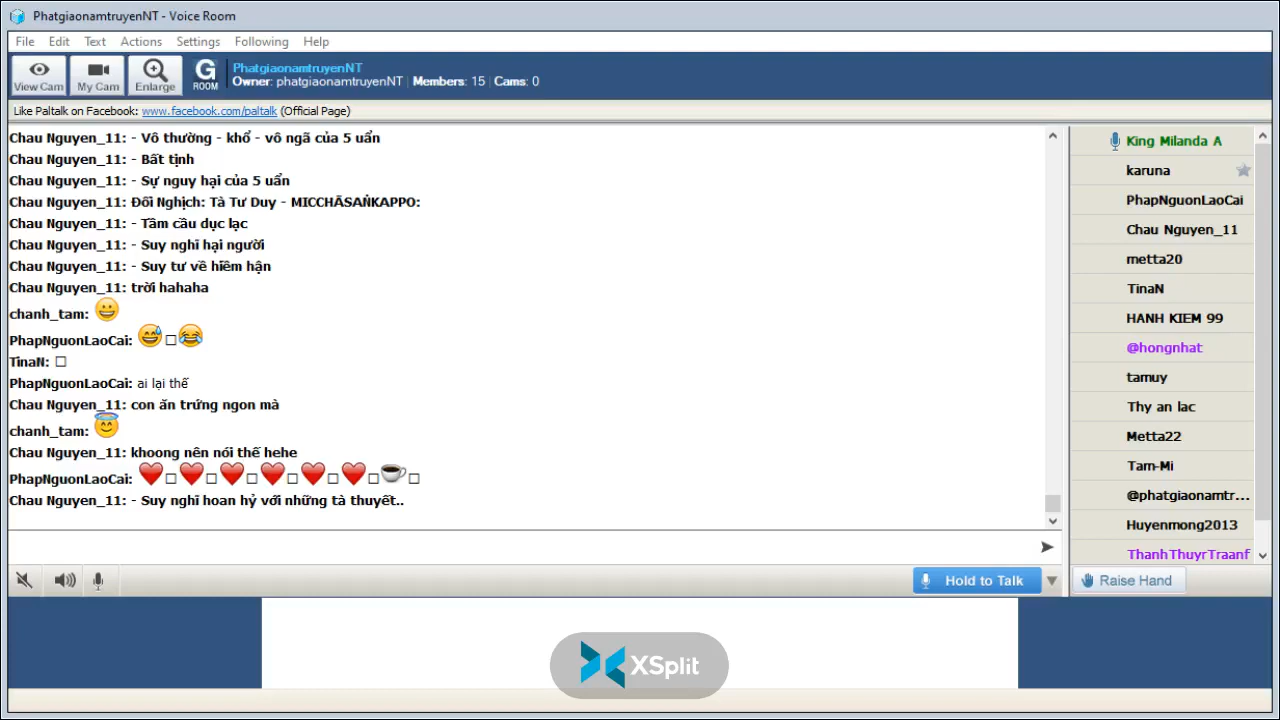 PhatgiaonamtruyenNT - Voice Room
File Edit Text Actions Settings Following Help
View Cam My Cam Enlarge G ROOM
PhatgiaonamtruyenNT
Owner: phatgiaonamtruyenNT | Members: 15 | Cams: 0
Like Paltalk on Facebook: www.facebook.com/paltalk (Official Page)
Chau Nguyen_11: - Vô thường - khổ - vô ngã của 5 uẩn
Chau Nguyen_11: - Bất tịnh
Chau Nguyen_11: - Sự nguy hại của 5 uẩn
Chau Nguyen_11: Đối Nghịch: Tà Tư Duy - MICCHĀSAṄKAPPO:
Chau Nguyen_11: - Tầm cầu dục lạc
Chau Nguyen_11: - Suy nghĩ hại người
Chau Nguyen_11: - Suy tư về hiềm hận
Chau Nguyen_11: trời hahaha
chanh_tam:
PhapNguonLaoCai:
TinaN:
PhapNguonLaoCai: ai lại thế
Chau Nguyen_11: con ăn trứng ngon mà
chanh_tam:
Chau Nguyen_11: khoong nên nói thế hehe
PhapNguonLaoCai:
Chau Nguyen_11: - Suy nghĩ hoan hỷ với những tà thuyết..
King Milanda A
karuna
PhapNguonLaoCai
Chau Nguyen_11
metta20
TinaN
HANH KIEM 99
@hongnhat
tamuy
Thy an lac
Metta22
Tam-Mi
@phatgiaonamtr...
Huyenmong2013
ThanhThuyrTraanf
Hold to Talk
Raise Hand
XSplit